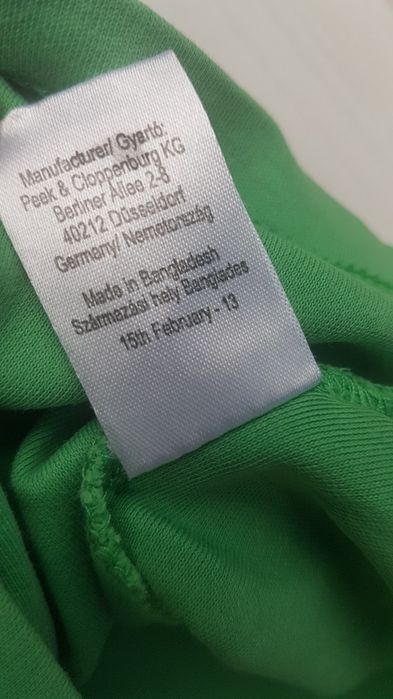 Manufacturer/ Gyártó:
Peek & Cloppenburg KG
Berliner Allee 2-6
40212 Düsseldorf
Germany/ Németország
Made in Bangladesh
Származási hely Banglades
15th February - 13